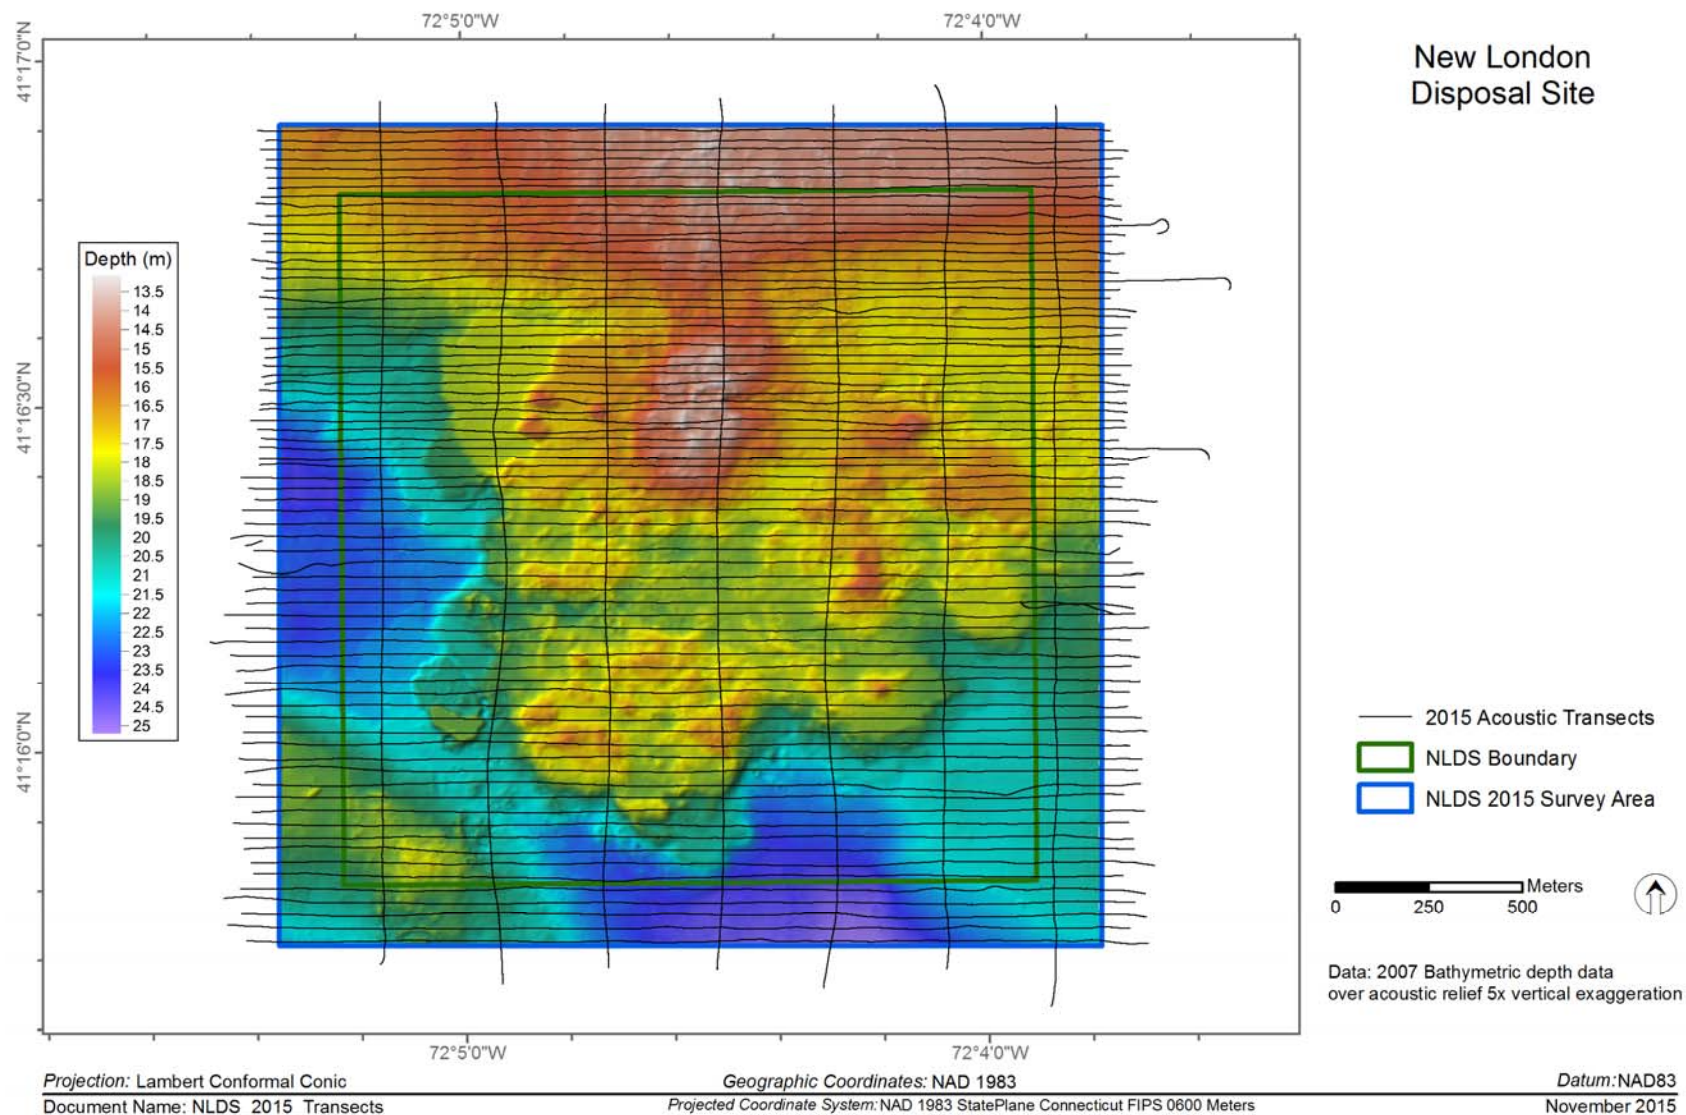 72°5'0"W
72°4'0"W
41°17'0"N
41°16'30"N
41°16'0"N
New London
Disposal Site
Depth (m)
13.5
14
14.5
15
15.5
16
16.5
17
17.5
18
18.5
19
19.5
20
20.5
21
21.5
22
22.5
23
23.5
24
24.5
25
2015 Acoustic Transects
NLDS Boundary
NLDS 2015 Survey Area
Meters
0 250 500
Data: 2007 Bathymetric depth data
over acoustic relief 5x vertical exaggeration
72°5'0"W
72°4'0"W
Projection: Lambert Conformal Conic
Geographic Coordinates: NAD 1983
Datum:NAD83
Document Name: NLDS_2015_Transects
Projected Coordinate System:NAD 1983 StatePlane Connecticut FIPS 0600 Meters
November 2015